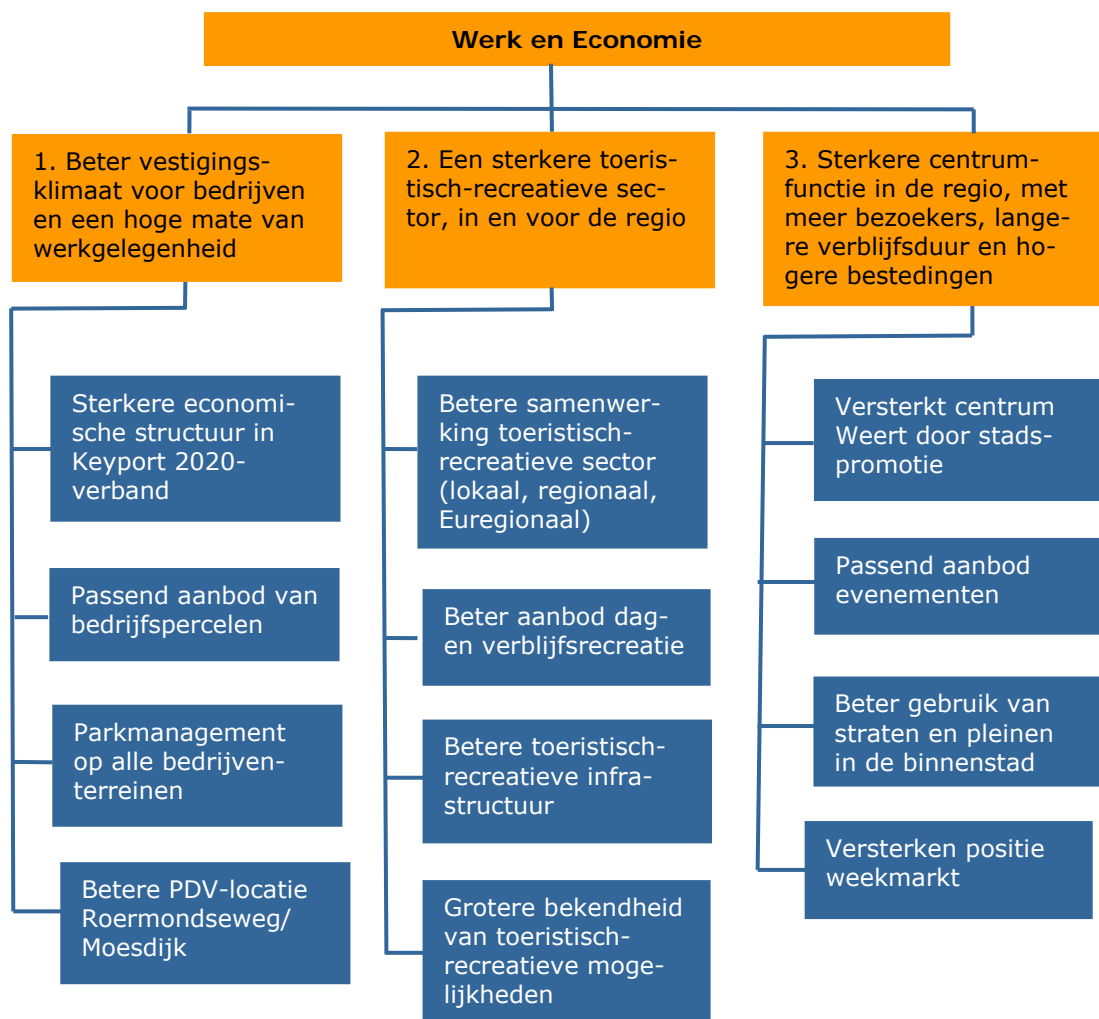 Werk en Economie
1. Beter vestigings-
klimaat voor bedrijven
en een hoge mate van
werkgelegenheid
Sterkere economi-
sche structuur in
Keyport 2020-
verband
Passend aanbod van
bedrijfspercelen
Parkmanagement
op alle bedrijven-
terreinen
Betere PDV-locatie
Roermondseweg/
Moesdijk
2. Een sterkere toeris-
tisch-recreatieve sec-
tor, in en voor de regio
Betere samenwer-
king toeristisch-
recreatieve sector
(lokaal, regionaal,
Euregionaal)
Beter aanbod dag-
en verblijfsrecreatie
Betere toeristisch-
recreatieve infra-
structuur
Grotere bekendheid
van toeristisch-
recreatieve moge-
lijkheden
3. Sterkere centrum-
functie in de regio, met
meer bezoekers, lange-
re verblijfsduur en ho-
gere bestedingen
Versterkt centrum
Weert door stads-
promotie
Passend aanbod
evenementen
Beter gebruik van
straten en pleinen
in de binnenstad
Versterken positie
weekmarkt